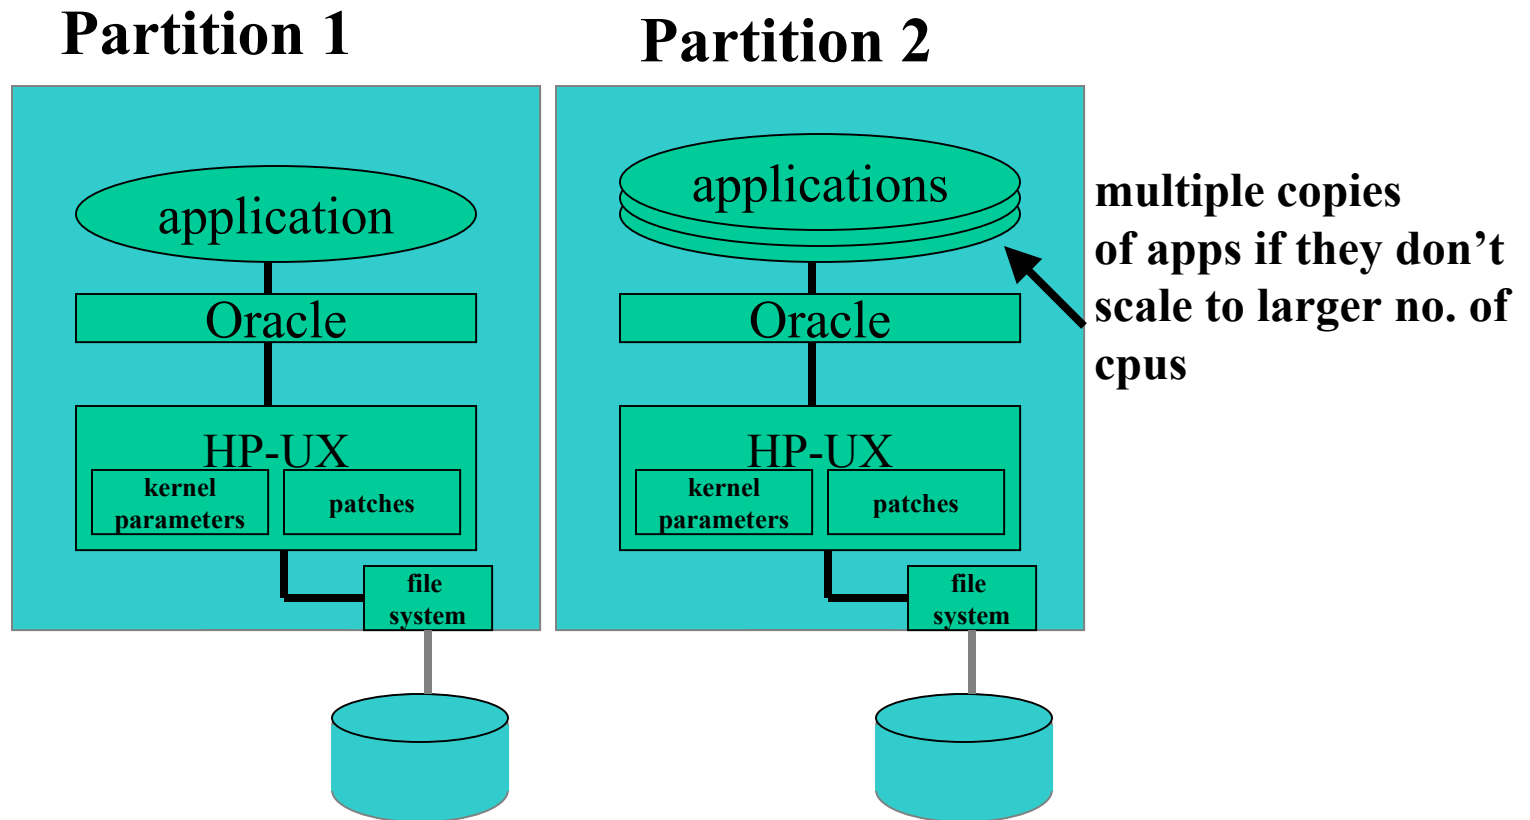 Partition 1
Partition 2
application
Oracle
HP-UX
kernel
parameters
patches
file
system
applications
Oracle
HP-UX
kernel
parameters
patches
file
system
multiple copies
of apps if they don’t
scale to larger no. of
cpus